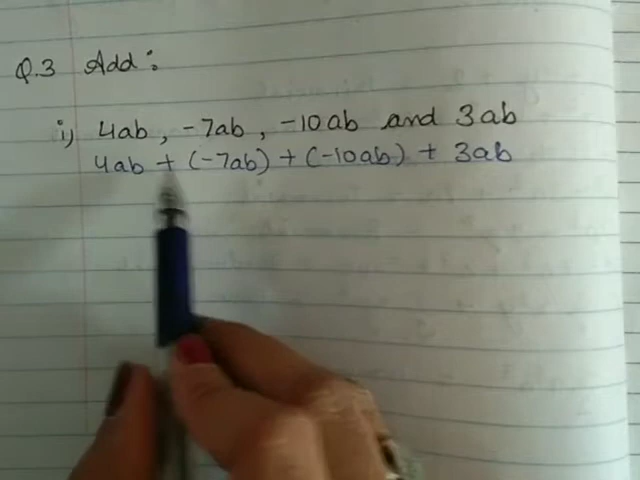 Q.3 Add:
i) 4ab, -7ab, -10ab and 3ab
4ab + (-7ab) + (-10ab) + 3ab